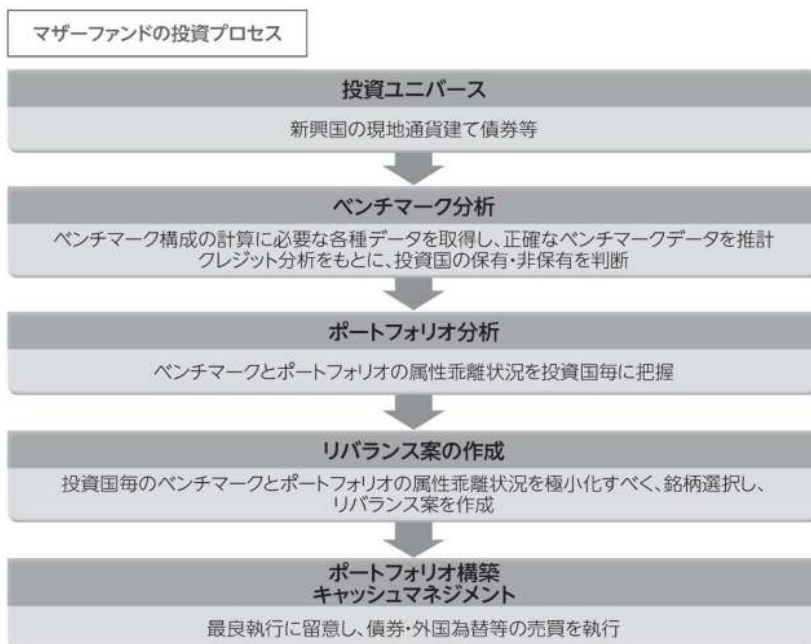 マザーファンドの投資プロセス
投資ユニバース
新興国の現地通貨建て債券等
ベンチマーク分析
ベンチマーク構成の計算に必要な各種データを取得し、正確なベンチマークデータを推計
クレジット分析をもとに、投資国の保有・非保有を判断
ポートフォリオ分析
ベンチマークとポートフォリオの属性乖離状況を投資国毎に把握
リバランス案の作成
投資国毎のベンチマークとポートフォリオの属性乖離状況を極小化すべく、銘柄選択し、
リバランス案を作成
ポートフォリオ構築
キャッシュマネジメント
最良執行に留意し、債券・外国為替等の売買を執行